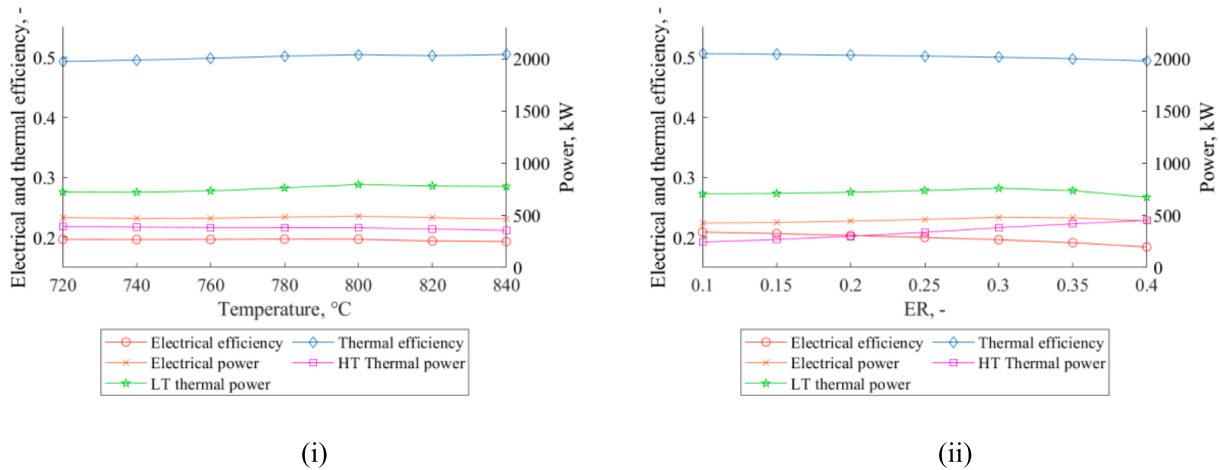 Electrical and thermal efficiency, -
0.5
0.4
0.3
0.2
2000
1500
1000
500
0
Power, kW
720 740 760 780 800 820 840
Temperature, °C
Electrical efficiency Thermal efficiency
Electrical power HT Thermal power
LT thermal power
(i)
Electrical and thermal efficiency, -
0.5
0.4
0.3
0.2
2000
1500
1000
500
0
Power, kW
0.1 0.15 0.2 0.25 0.3 0.35 0.4
ER, -
Electrical efficiency Thermal efficiency
Electrical power HT Thermal power
LT thermal power
(ii)